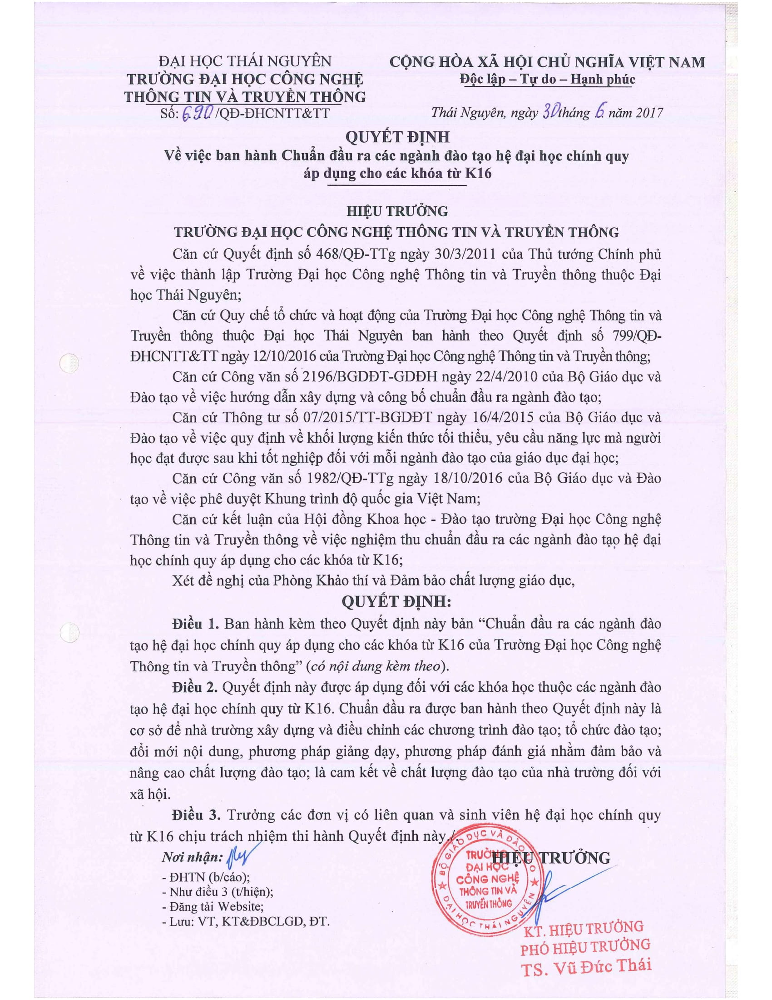 ĐẠI HỌC THÁI NGUYÊN
TRƯỜNG ĐẠI HỌC CÔNG NGHỆ
THÔNG TIN VÀ TRUYỀN THÔNG
Số: 690 /QĐ-ĐHCNTT&TT
CỘNG HÒA XÃ HỘI CHỦ NGHĨA VIỆT NAM
Độc lập – Tự do – Hạnh phúc
Thái Nguyên, ngày 30 tháng 6 năm 2017
QUYẾT ĐỊNH
Về việc ban hành Chuẩn đầu ra các ngành đào tạo hệ đại học chính quy
áp dụng cho các khóa từ K16
HIỆU TRƯỞNG
TRƯỜNG ĐẠI HỌC CÔNG NGHỆ THÔNG TIN VÀ TRUYỀN THÔNG
Căn cứ Quyết định số 468/QĐ-TTg ngày 30/3/2011 của Thủ tướng Chính phủ
về việc thành lập Trường Đại học Công nghệ Thông tin và Truyền thông thuộc Đại
học Thái Nguyên;
Căn cứ Quy chế tổ chức và hoạt động của Trường Đại học Công nghệ Thông tin và
Truyền thông thuộc Đại học Thái Nguyên ban hành theo Quyết định số 799/QĐ-
ĐHCNTT&TT ngày 12/10/2016 của Trường Đại học Công nghệ Thông tin và Truyền thông;
Căn cứ Công văn số 2196/BGDĐT-GDĐH ngày 22/4/2010 của Bộ Giáo dục và
Đào tạo về việc hướng dẫn xây dựng và công bố chuẩn đầu ra ngành đào tạo;
Căn cứ Thông tư số 07/2015/TT-BGDĐT ngày 16/4/2015 của Bộ Giáo dục và
Đào tạo về việc quy định về khối lượng kiến thức tối thiểu, yêu cầu năng lực mà người
học đạt được sau khi tốt nghiệp đối với mỗi ngành đào tạo của giáo dục đại học;
Căn cứ Công văn số 1982/QĐ-TTg ngày 18/10/2016 của Bộ Giáo dục và Đào
tạo về việc phê duyệt Khung trình độ quốc gia Việt Nam;
Căn cứ kết luận của Hội đồng Khoa học - Đào tạo trường Đại học Công nghệ
Thông tin và Truyền thông về việc nghiệm thu chuẩn đầu ra các ngành đào tạo hệ đại
học chính quy áp dụng cho các khóa từ K16;
Xét đề nghị của Phòng Khảo thí và Đảm bảo chất lượng giáo dục,
QUYẾT ĐỊNH:
Điều 1. Ban hành kèm theo Quyết định này bản “Chuẩn đầu ra các ngành đào
tạo hệ đại học chính quy áp dụng cho các khóa từ K16 của Trường Đại học Công nghệ
Thông tin và Truyền thông” (có nội dung kèm theo).
Điều 2. Quyết định này được áp dụng đối với các khóa học thuộc các ngành đào
tạo hệ đại học chính quy từ K16. Chuẩn đầu ra được ban hành theo Quyết định này là
cơ sở để nhà trường xây dựng và điều chỉnh các chương trình đào tạo; tổ chức đào tạo;
đổi mới nội dung, phương pháp giảng dạy, phương pháp đánh giá nhằm đảm bảo và
nâng cao chất lượng đào tạo; là cam kết về chất lượng đào tạo của nhà trường đối với
xã hội.
Điều 3. Trưởng các đơn vị có liên quan và sinh viên hệ đại học chính quy
từ K16 chịu trách nhiệm thi hành Quyết định này./.
Nơi nhận:
- ĐHTN (b/cáo);
- Như điều 3 (t/hiện);
- Đăng tải Website;
- Lưu: VT, KT&ĐBCLGD, ĐT.
HIỆU TRƯỞNG
BỘ GIÁO DỤC VÀ ĐÀO TẠO
TRƯỜNG
ĐẠI HỌC
CÔNG NGHỆ
THÔNG TIN VÀ
TRUYỀN THÔNG
ĐẠI HỌC THÁI NGUYÊN
KT. HIỆU TRƯỞNG
PHÓ HIỆU TRƯỞNG
TS. Vũ Đức Thái